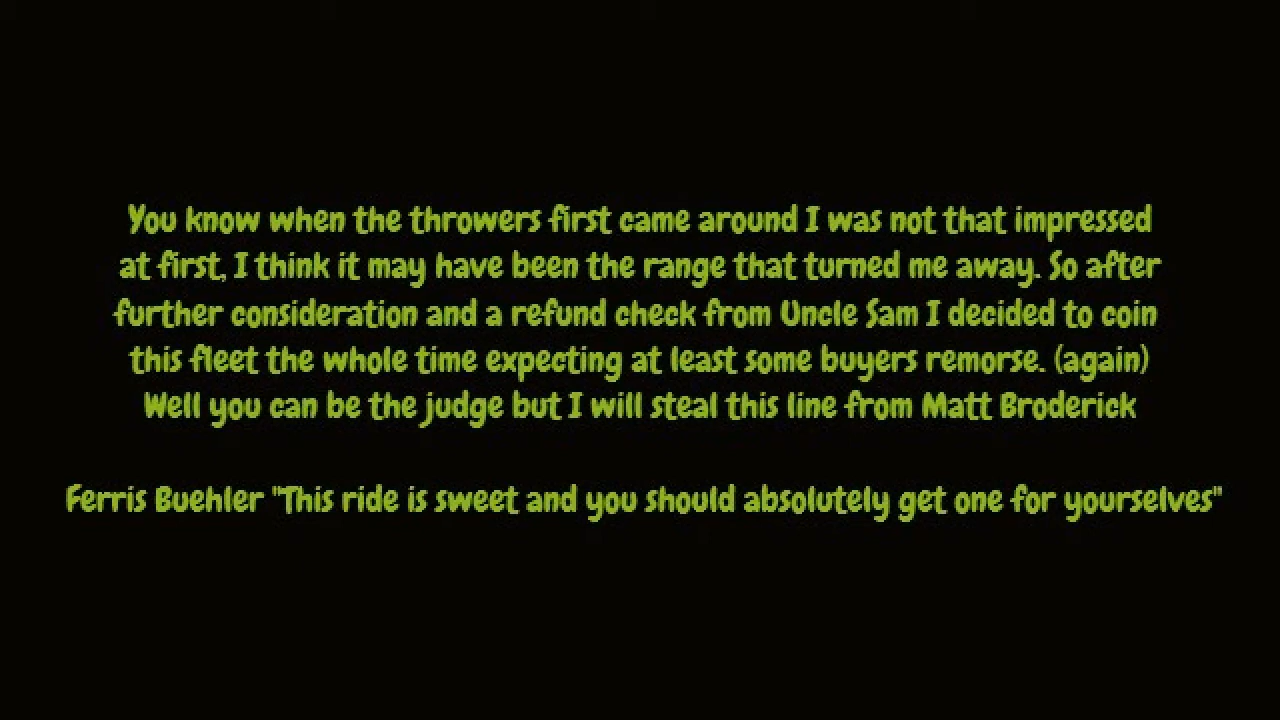 You know when the throwers first came around I was not that impressed
at first, I think it may have been the range that turned me away. So after
further consideration and a refund check from Uncle Sam I decided to coin
this fleet the whole time expecting at least some buyers remorse. (again)
Well you can be the judge but I will steal this line from Matt Broderick
Ferris Buehler "This ride is sweet and you should absolutely get one for yourselves"